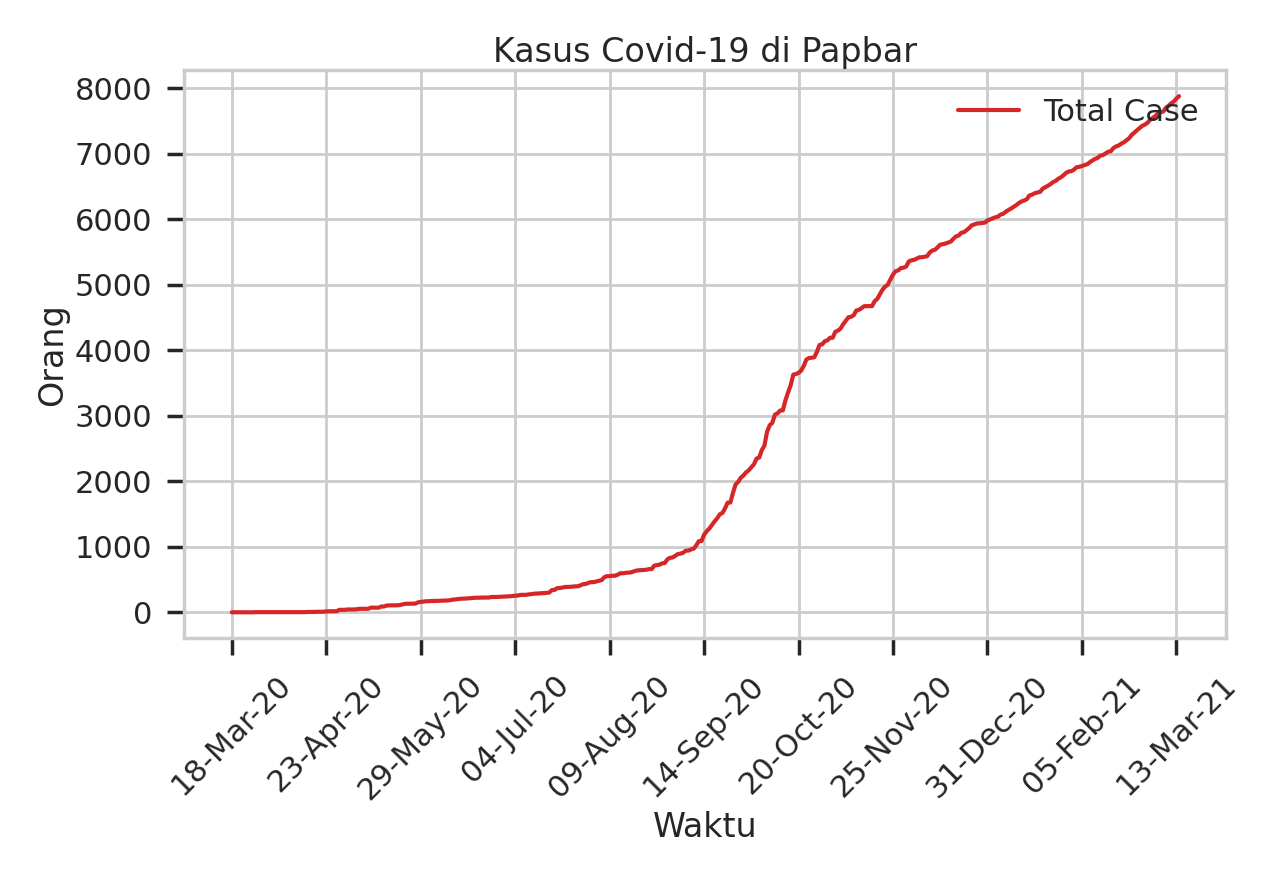 Kasus Covid-19 di Papbar
Total Case
8000
7000
6000
5000
4000
3000
2000
1000
0
Orang
18-Mar-20
23-Apr-20
29-May-20
04-Jul-20
09-Aug-20
14-Sep-20
20-Oct-20
25-Nov-20
31-Dec-20
05-Feb-21
13-Mar-21
Waktu